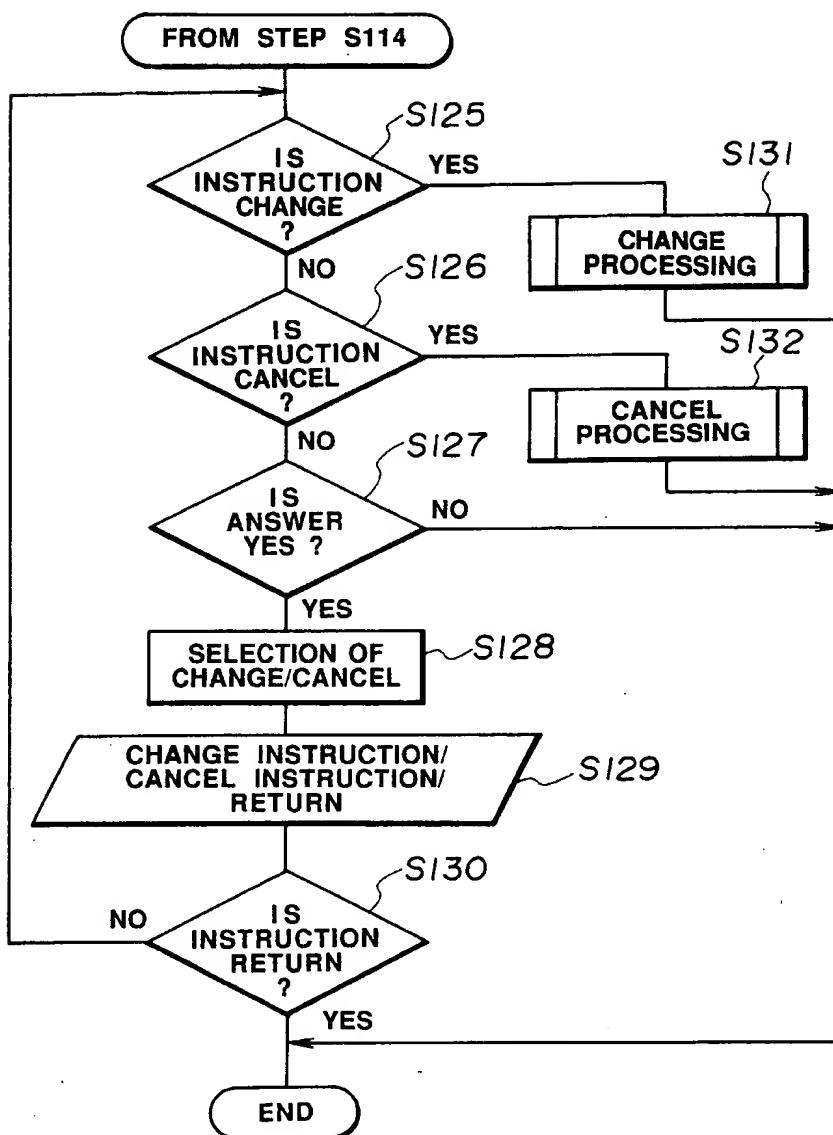 FROM STEP S114
S125
IS
INSTRUCTION
CHANGE
?
YES
NO
S131
CHANGE
PROCESSING
S126
IS
INSTRUCTION
CANCEL
?
YES
NO
S132
CANCEL
PROCESSING
S127
IS
ANSWER
YES ?
NO
YES
SELECTION OF
CHANGE/CANCEL
S128
CHANGE INSTRUCTION/
CANCEL INSTRUCTION/
RETURN
S129
S130
IS
INSTRUCTION
RETURN
?
NO
YES
END